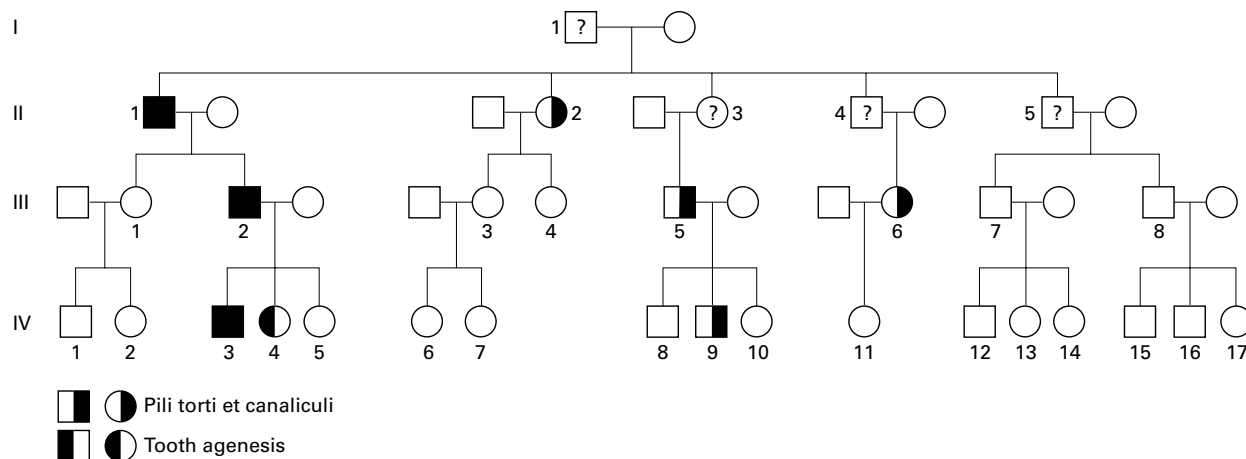 I 1 ?
II 1 2 ? 3 4 ? 5 ?
III
1 2 3 4 5 6 7 8
IV
1 2 3 4 5 6 7 8 9 10 11 12 13 14 15 16 17
Pili torti et canaliculi
Tooth agenesis